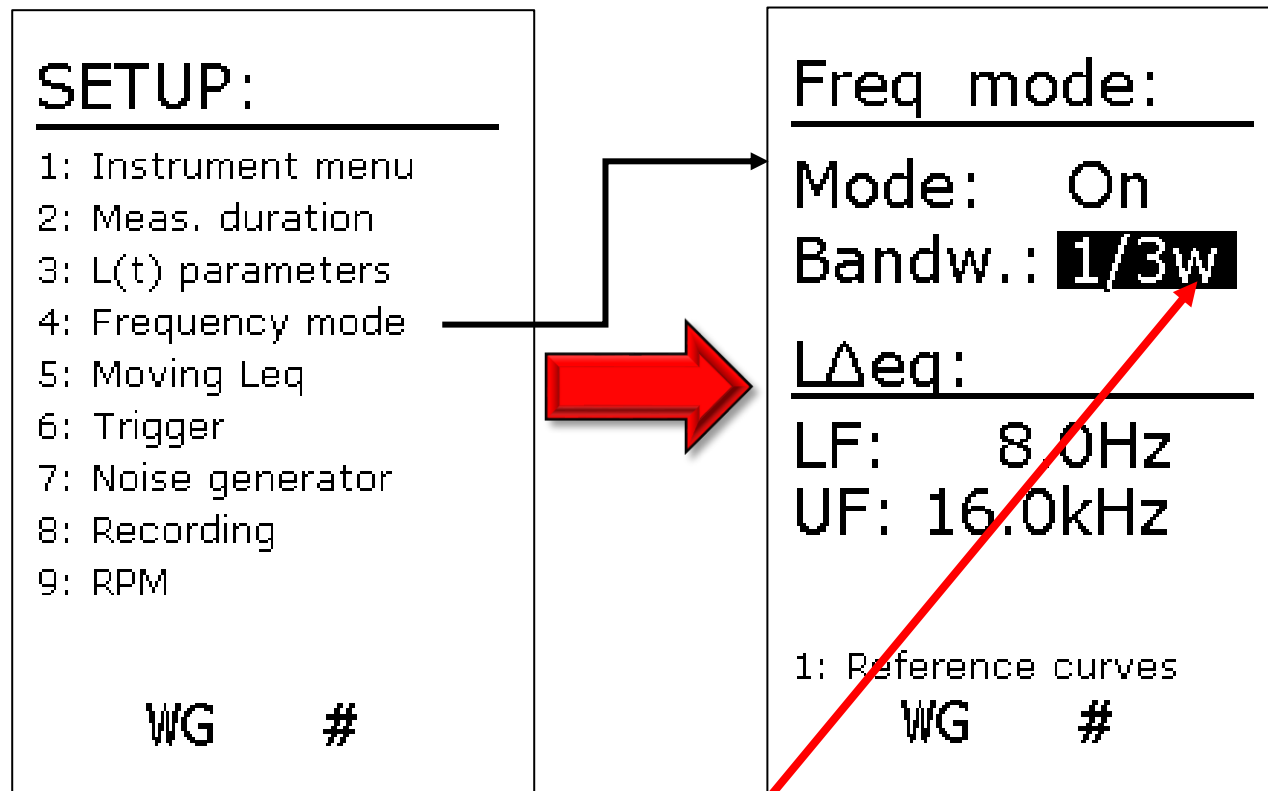 SETUP:
1: Instrument menu
2: Meas. duration
3: L(t) parameters
4: Frequency mode
5: Moving Leq
6: Trigger
7: Noise generator
8: Recording
9: RPM
WG #
Freq mode:
Mode: On
Bandw.: 1/3w
LΔeq:
LF: 8.0Hz
UF: 16.0kHz
1: Reference curves
WG #